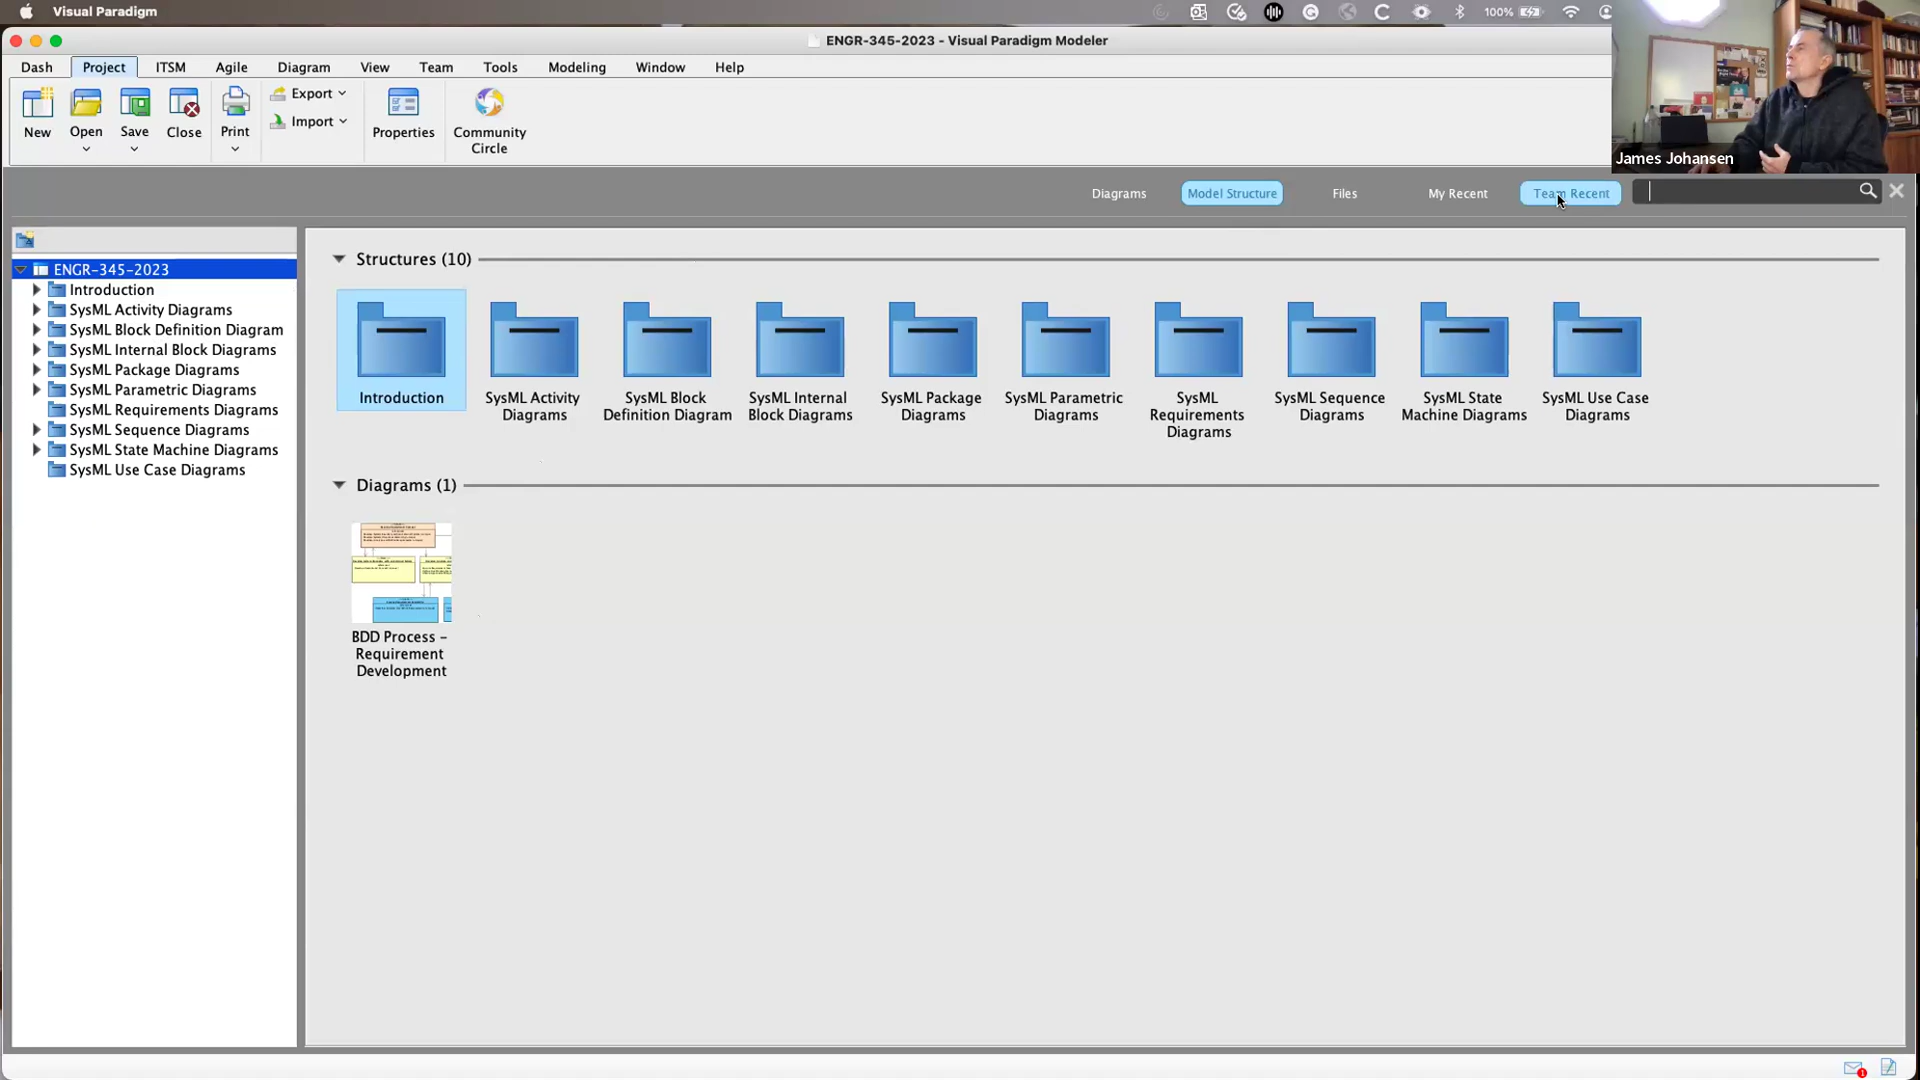 Visual Paradigm
100%
ENGR-345-2023 - Visual Paradigm Modeler
Dash Project ITSM Agile Diagram View Team Tools Modeling Window Help
New Open Save Close Print Export Import Properties Community Circle
James Johansen
Diagrams Model Structure Files My Recent Team Recent
ENGR-345-2023
Introduction
SysML Activity Diagrams
SysML Block Definition Diagram
SysML Internal Block Diagrams
SysML Package Diagrams
SysML Parametric Diagrams
SysML Requirements Diagrams
SysML Sequence Diagrams
SysML State Machine Diagrams
SysML Use Case Diagrams
Structures (10)
Introduction
SysML Activity
Diagrams
SysML Block
Definition Diagram
SysML Internal
Block Diagrams
SysML Package
Diagrams
SysML Parametric
Diagrams
SysML
Requirements
Diagrams
SysML Sequence
Diagrams
SysML State
Machine Diagrams
SysML Use Case
Diagrams
Diagrams (1)
BDD Process -
Requirement
Development